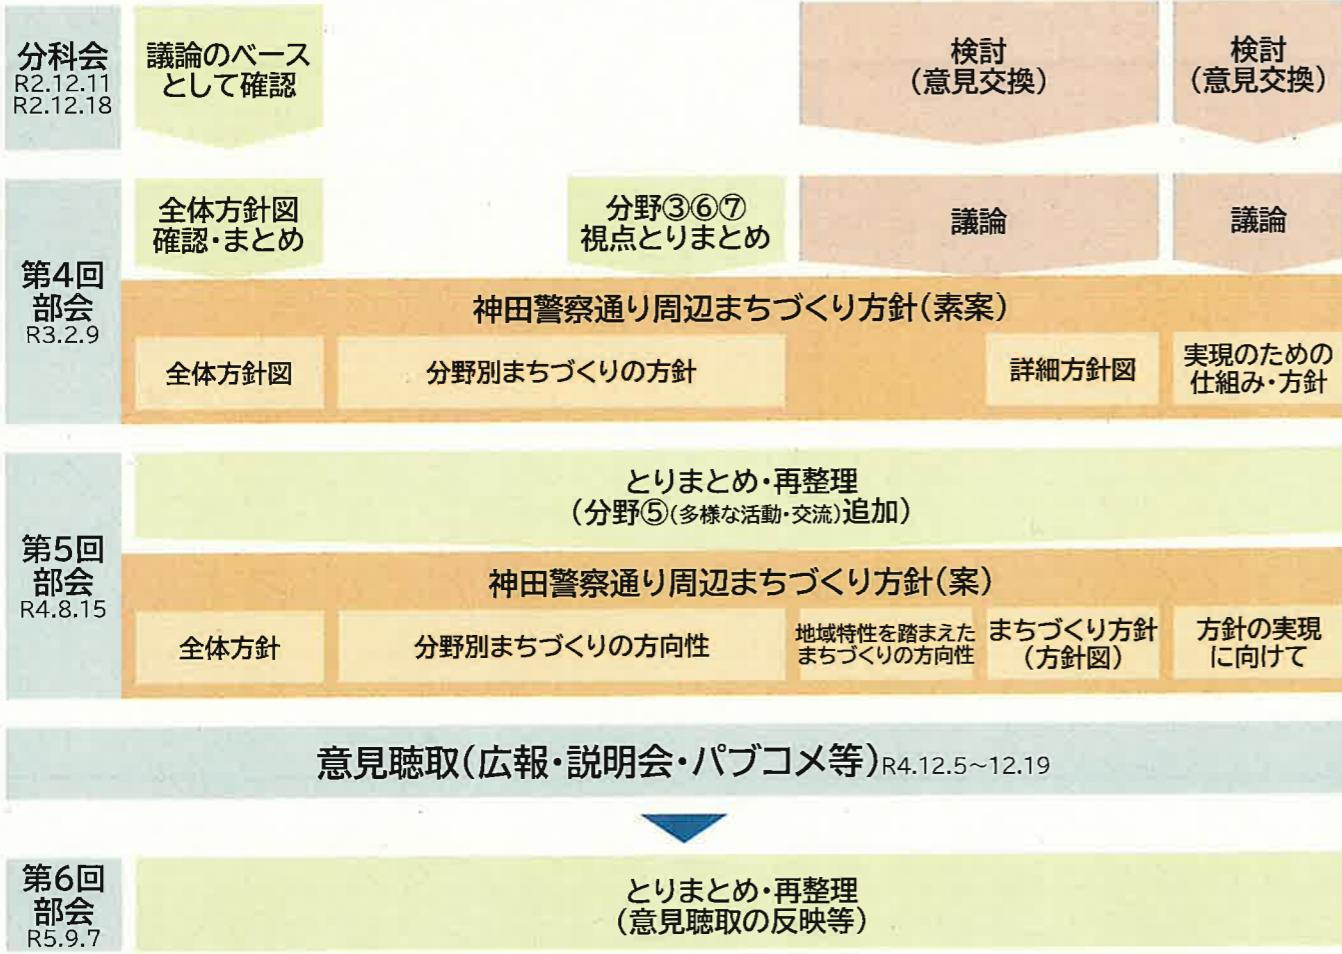 分科会
R2.12.11
R2.12.18
議論のベース
として確認
検討
(意見交換)
検討
(意見交換)
第4回
部会
R3.2.9
全体方針図
確認・まとめ
分野③⑥⑦
視点とりまとめ
議論
議論
神田警察通り周辺まちづくり方針(素案)
全体方針図
分野別まちづくりの方針
詳細方針図
実現のための
仕組み・方針
第5回
部会
R4.8.15
とりまとめ・再整理
(分野⑤(多様な活動・交流)追加)
神田警察通り周辺まちづくり方針(案)
全体方針
分野別まちづくりの方向性
地域特性を踏まえた
まちづくりの方向性
まちづくり方針
(方針図)
方針の実現
に向けて
意見聴取(広報・説明会・パブコメ等)R4.12.5~12.19
第6回
部会
R5.9.7
とりまとめ・再整理
(意見聴取の反映等)